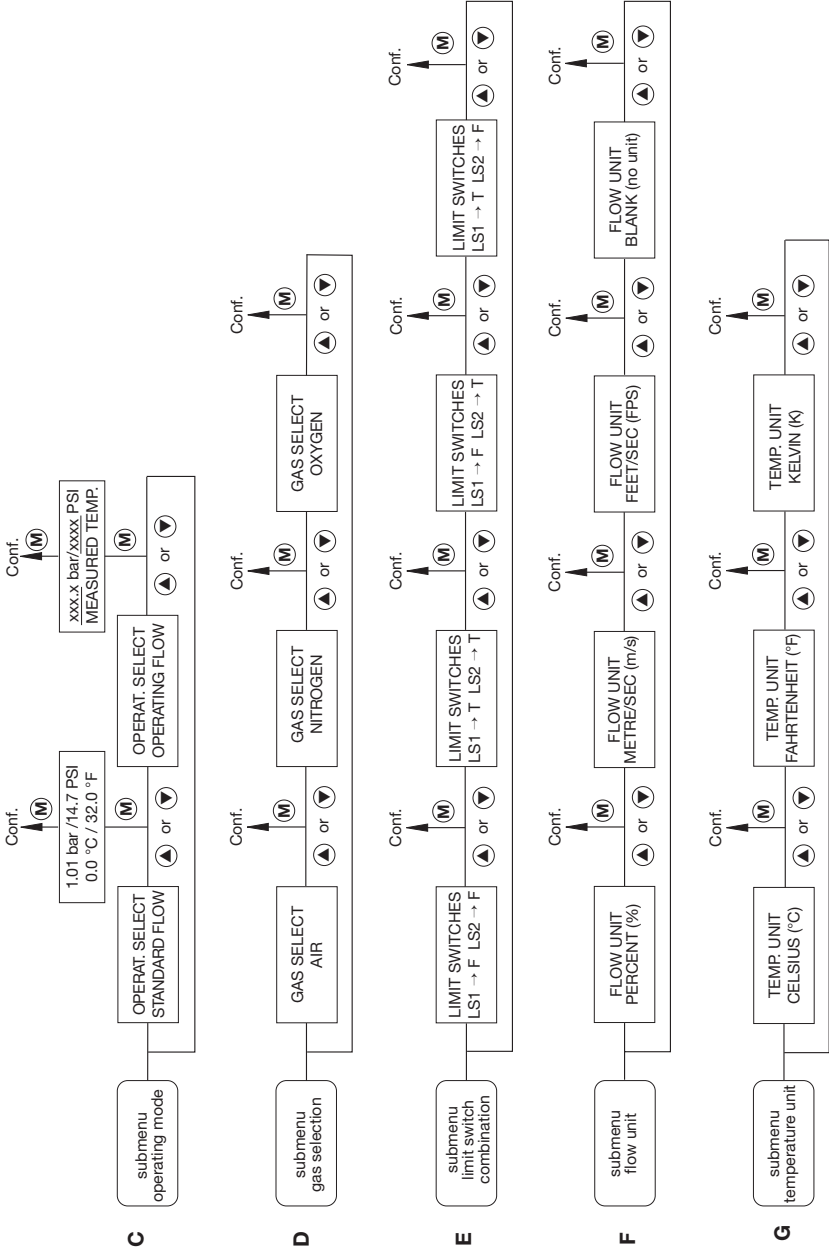 C
submenu
operating mode
OPERAT. SELECT
STANDARD FLOW
▲ or ▼
M
1.01 bar /14.7 PSI
0.0 °C / 32.0 °F
M
Conf.
OPERAT. SELECT
OPERATING FLOW
▲ or ▼
M
xxx.x bar/xxxx PSI
MEASURED TEMP.
M
Conf.
D
submenu
gas selection
GAS SELECT
AIR
▲ or ▼
M
Conf.
GAS SELECT
NITROGEN
▲ or ▼
M
Conf.
GAS SELECT
OXYGEN
▲ or ▼
M
Conf.
E
submenu
limit switch
combination
LIMIT SWITCHES
LS1 → F LS2 → F
▲ or ▼
M
Conf.
LIMIT SWITCHES
LS1 → T LS2 → T
▲ or ▼
M
Conf.
LIMIT SWITCHES
LS1 → F LS2 → T
▲ or ▼
M
Conf.
LIMIT SWITCHES
LS1 → T LS2 → F
▲ or ▼
M
Conf.
F
submenu
flow unit
FLOW UNIT
PERCENT (%)
▲ or ▼
M
Conf.
FLOW UNIT
METRE/SEC (m/s)
▲ or ▼
M
Conf.
FLOW UNIT
FEET/SEC (FPS)
▲ or ▼
M
Conf.
FLOW UNIT
BLANK (no unit)
▲ or ▼
M
Conf.
G
submenu
temperature unit
TEMP. UNIT
CELSIUS (°C)
▲ or ▼
M
Conf.
TEMP. UNIT
FAHRTENHEIT (°F)
▲ or ▼
M
Conf.
TEMP. UNIT
KELVIN (K)
▲ or ▼
M
Conf.